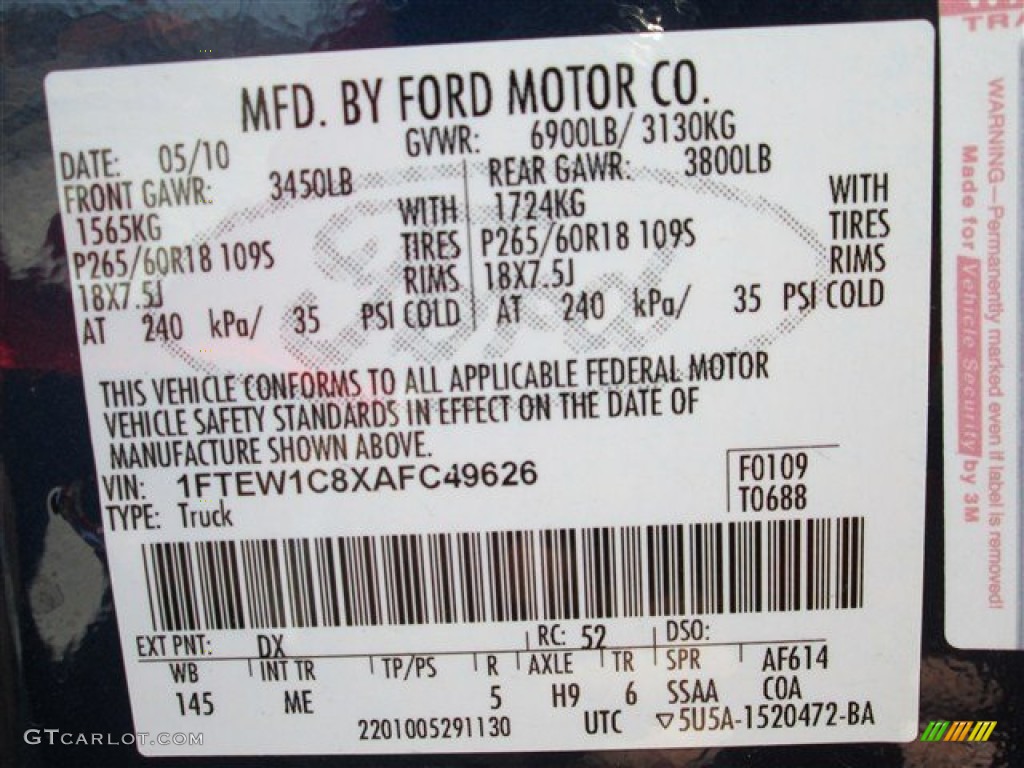 MFD. BY FORD MOTOR CO.
DATE: 05/10 GVWR: 6900LB/ 3130KG
FRONT GAWR: 3450LB REAR GAWR: 3800LB
1565KG WITH 1724KG WITH
P265/60R18 109S TIRES P265/60R18 109S TIRES
18X7.5J RIMS 18X7.5J RIMS
AT 240 kPa/ 35 PSI COLD AT 240 kPa/ 35 PSI COLD
THIS VEHICLE CONFORMS TO ALL APPLICABLE FEDERAL MOTOR
VEHICLE SAFETY STANDARDS IN EFFECT ON THE DATE OF
MANUFACTURE SHOWN ABOVE.
VIN: 1FTEW1C8XAFC49626 F0109
TYPE: Truck T0688
EXT PNT: DX RC: 52 DSO:
WB INT TR TP/PS R AXLE TR SPR AF614
145 ME 5 H9 6 SSAA COA
2201005291130 UTC ▽5U5A-1520472-BA
Ford
WARNING—Permanently marked even if label is removed!
Made for Vehicle Security by 3M
GTCARLOT.COM